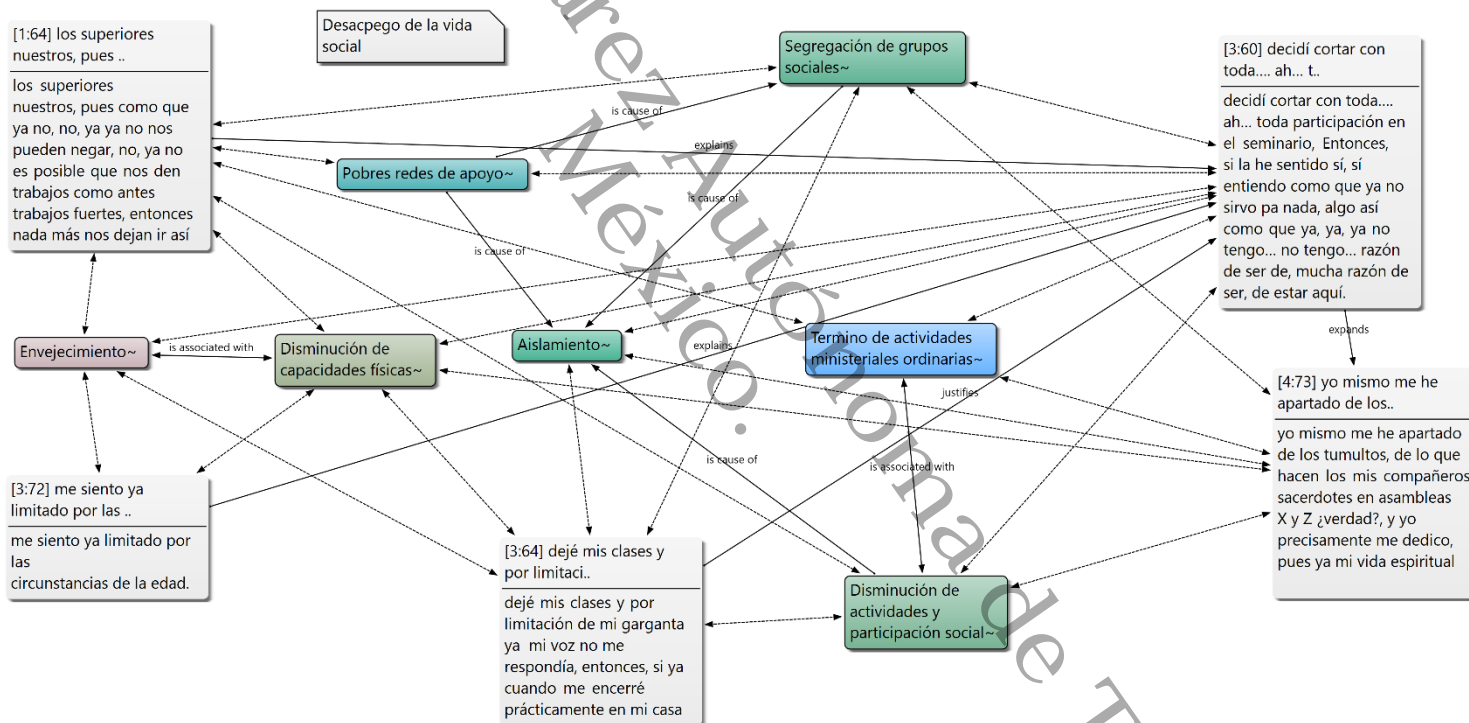 [1:64] los superiores
nuestros, pues ..
los superiores
nuestros, pues como que
ya no, no, ya ya no nos
pueden negar, no, ya no
es posible que nos den
trabajos como antes
trabajos fuertes, entonces
nada más nos dejan ir así
Desacpego de la vida
social
Segregación de grupos
sociales~
[3:60] decidí cortar con
toda.... ah... t..
decidí cortar con toda....
ah... toda participación en
el seminario, Entonces,
si la he sentido sí, sí
entiendo como que ya no
sirvo pa nada, algo así
como que ya, ya, ya no
tengo... no tengo... razón
de ser de, mucha razón de
ser, de estar aquí.
is cause of
explains
Pobres redes de apoyo~
is cause of
is cause of
Envejecimiento~
is associated with
Disminución de
capacidades físicas~
Aislamiento~
Termino de actividades
ministeriales ordinarias~
expands
explains
justifies
[4:73] yo mismo me he
apartado de los..
yo mismo me he apartado
de los tumultos, de lo que
hacen los mis compañeros
sacerdotes en asambleas
X y Z ¿verdad?, y yo
precisamente me dedico,
pues ya mi vida espiritual
is cause of
is associated with
[3:72] me siento ya
limitado por las ..
me siento ya limitado por
las
circunstancias de la edad.
[3:64] dejé mis clases y
por limitaci..
dejé mis clases y por
limitación de mi garganta
ya mi voz no me
respondía, entonces, si ya
cuando me encerré
prácticamente en mi casa
Disminución de
actividades y
participación social~
Autónoma de
México.